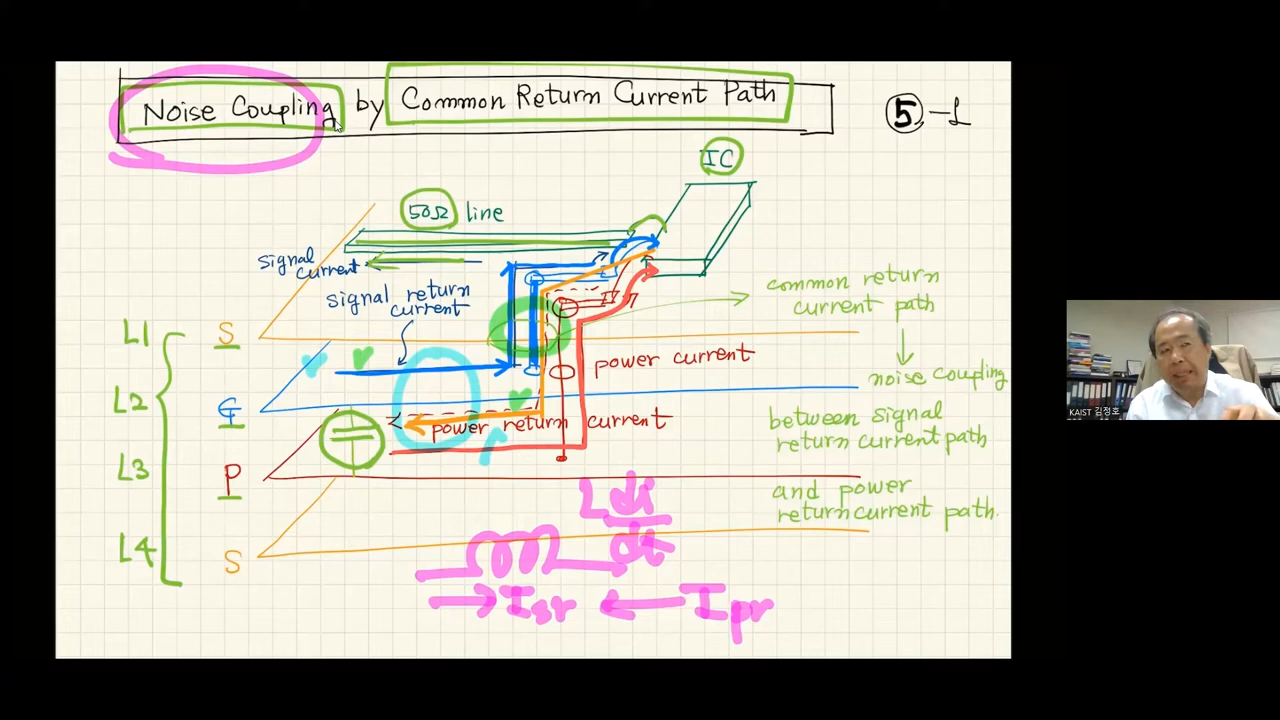 Noise Coupling by Common Return Current Path
⑤-1
IC
50Ω line
signal current
signal return current
common return current path
L1 S
power current
noise coupling
L2 G
between signal return current path
power return current
L3 P
and power return current path.
L di/dt
L4 S
Isr
Ipr
KAIST 김정호